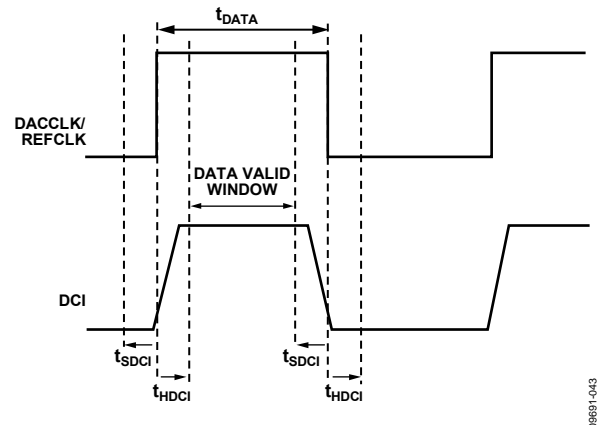 tDATA
DACCLK/
REFCLK
DATA VALID
WINDOW
DCI
tSDCI
tHDCI
tSDCI
tHDCI
09691-043